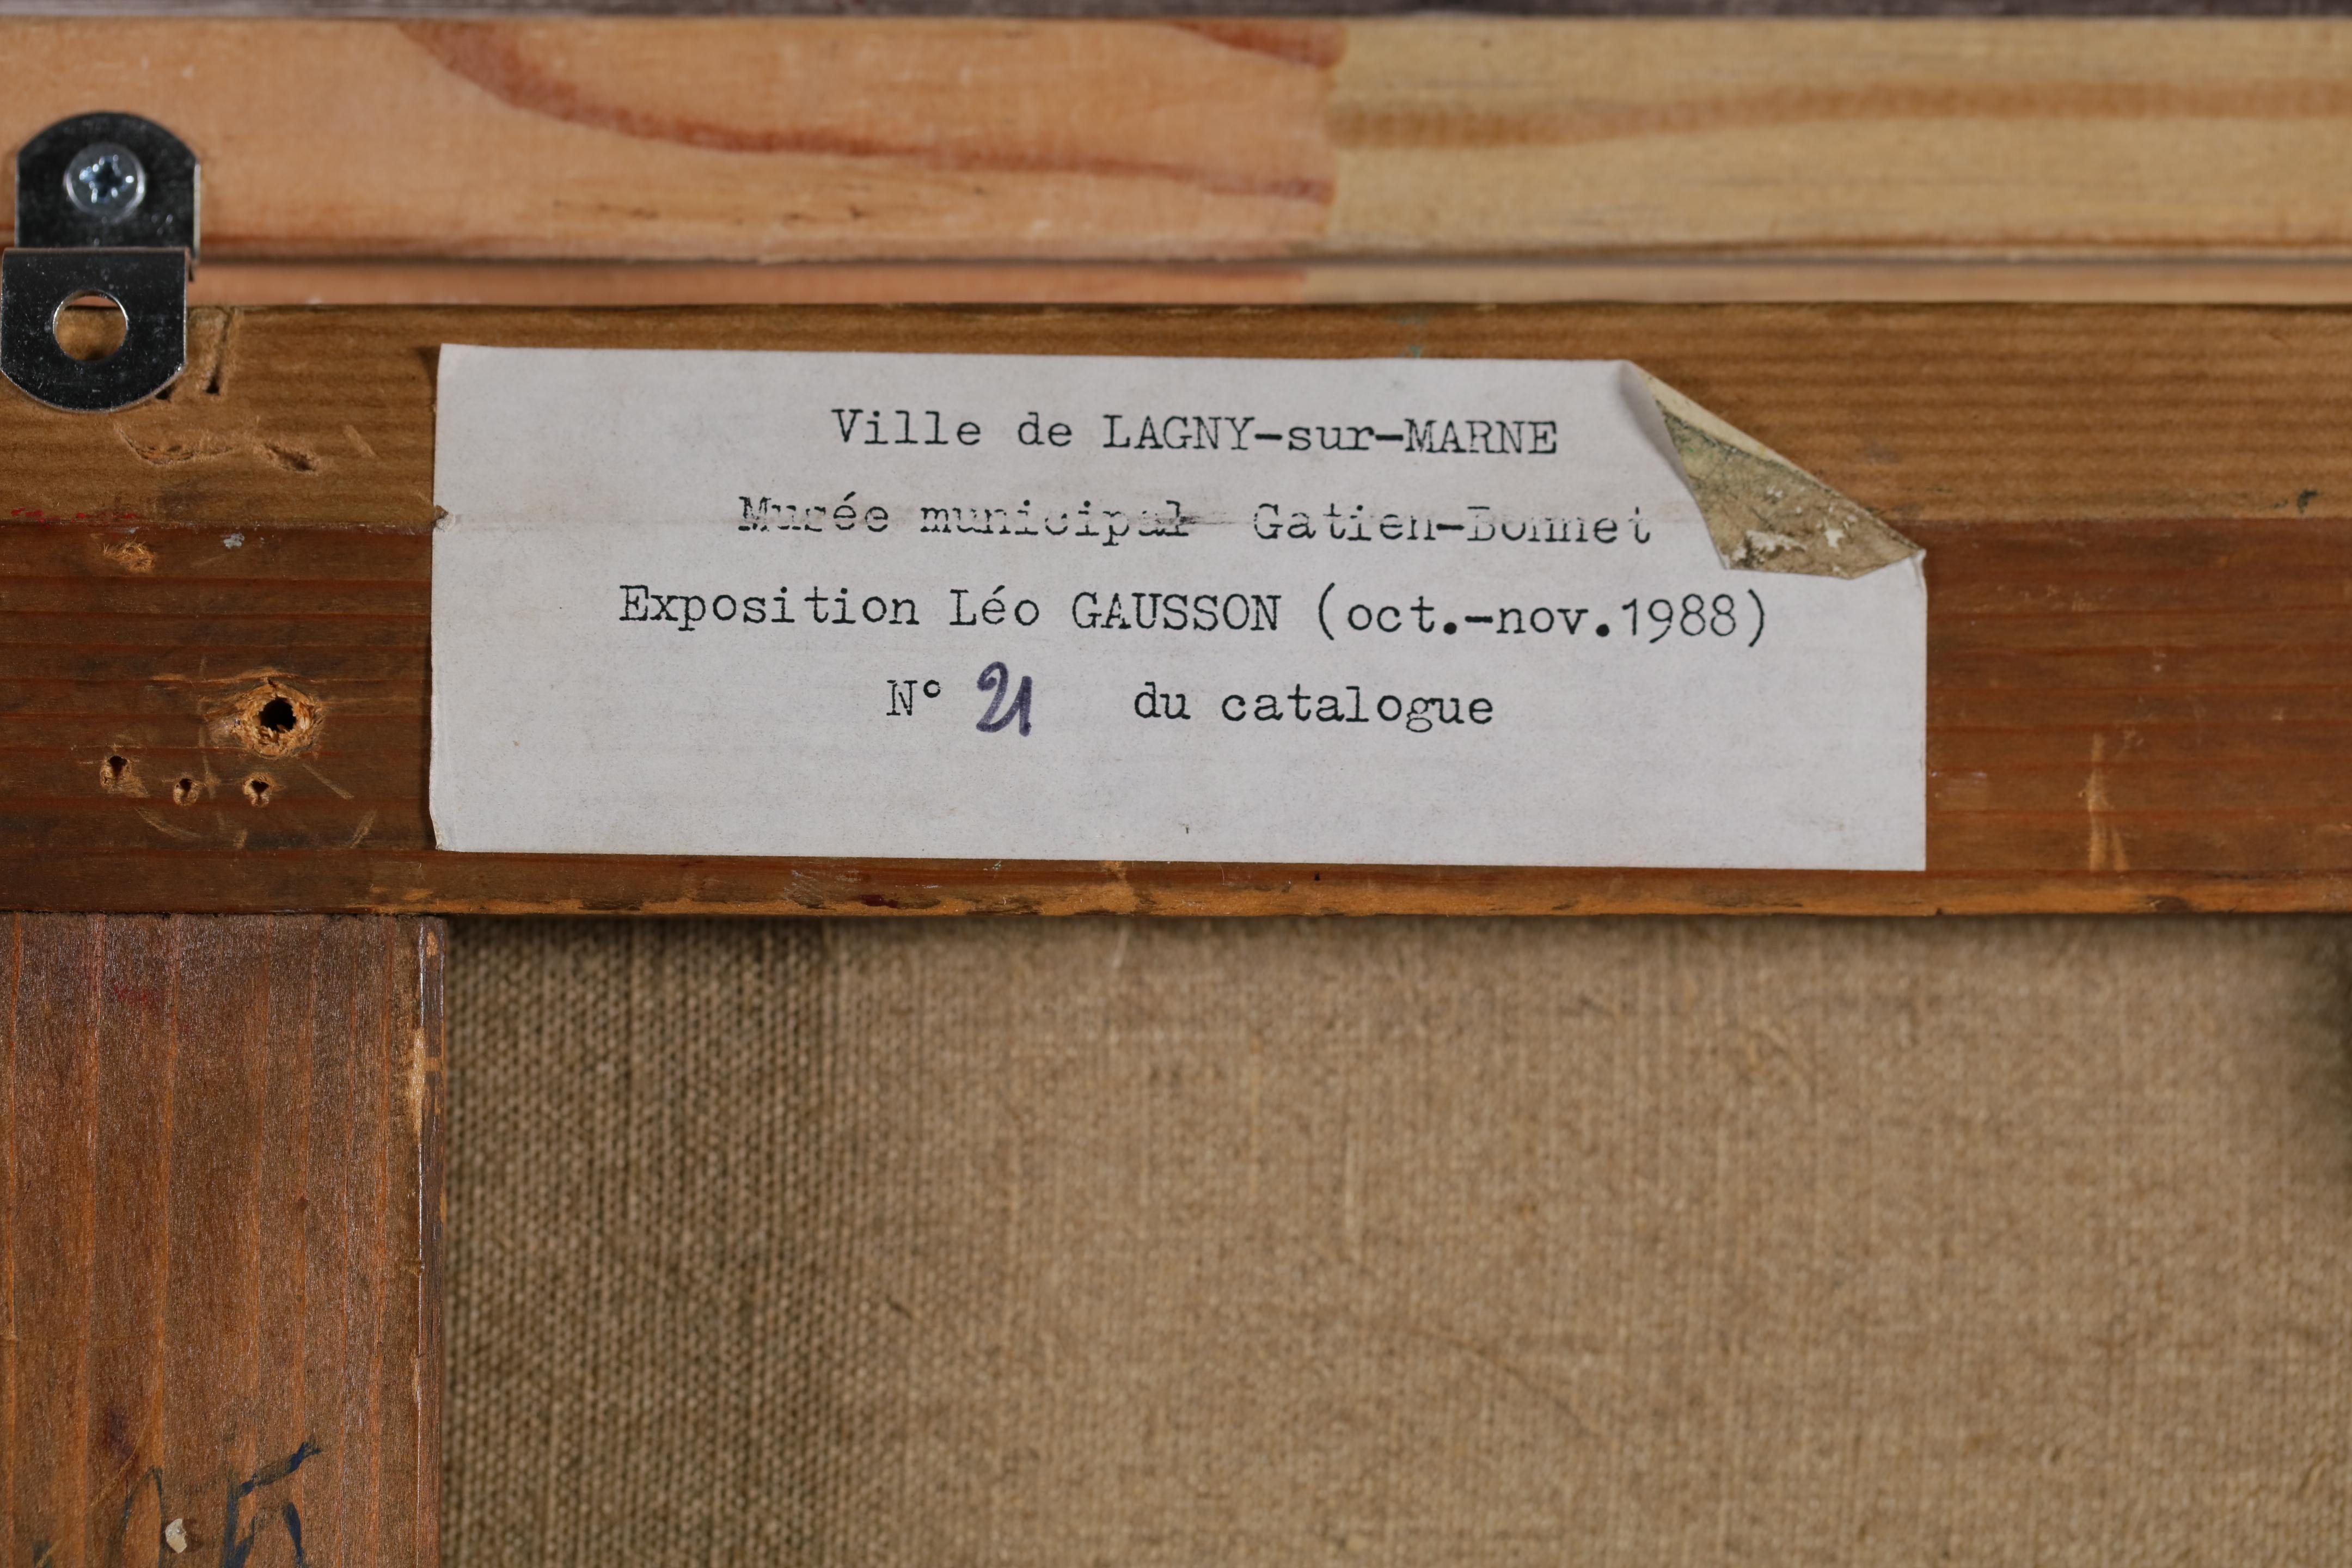 Ville de LAGNY-sur-MARNE
Musée municipal Gatien-Bonnet
Exposition Léo GAUSSON (oct.-nov.1988)
N° 21 du catalogue